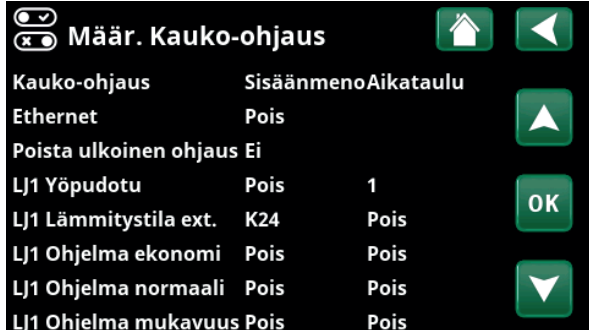 Määr. Kauko-ohjaus
Kauko-ohjaus SisäänmenoAikataulu
Ethernet Pois
Poista ulkoinen ohjaus Ei
LJ1 Yöpudotu Pois 1
LJ1 Lämmitystila ext. K24 Pois
OK
LJ1 Ohjelma ekonomi Pois Pois
LJ1 Ohjelma normaali Pois Pois
LJ1 Ohjelma mukavuus Pois Pois